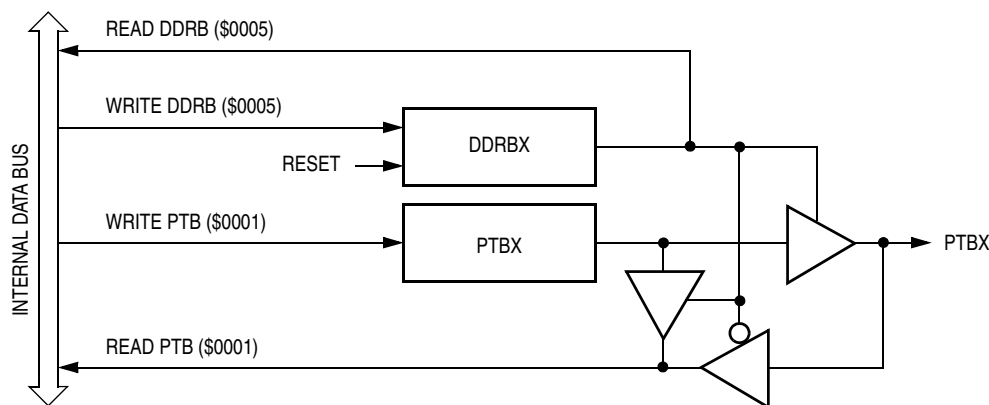 READ DDRB ($0005)
WRITE DDRB ($0005)
DDRBX
RESET
INTERNAL DATA BUS
WRITE PTB ($0001)
PTBX
PTBX
READ PTB ($0001)